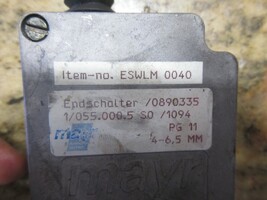 Item-no. ESWLM 0040
Endschalter /0890335
1/055.000.5 SO /1094
PG 11
4-6,5 MM